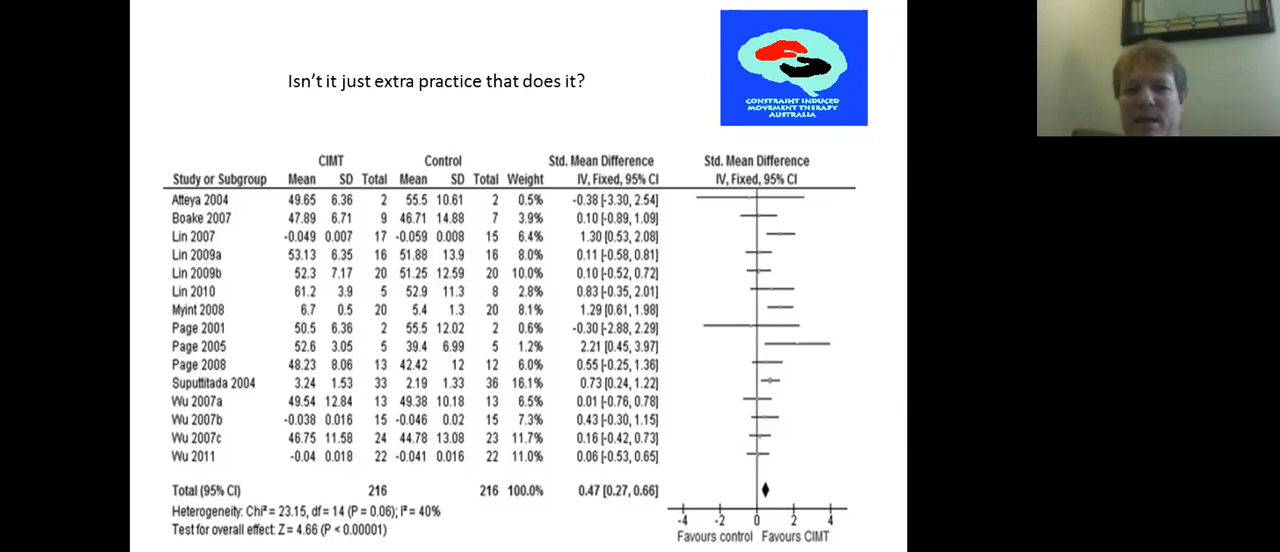 Isn't it just extra practice that does it?
CONSTRAINT INDUCED
MOVEMENT THERAPY
AUSTRALIA
CIMT Control Std. Mean Difference Std. Mean Difference
Study or Subgroup Mean SD Total Mean SD Total Weight IV, Fixed, 95% CI IV, Fixed, 95% CI
Atteya 2004 49.65 6.36 2 55.5 10.61 2 0.5% -0.38 [-3.30, 2.54]
Boake 2007 47.89 6.71 9 46.71 14.88 7 3.9% 0.10 [-0.89, 1.09]
Lin 2007 -0.049 0.007 17 -0.059 0.008 15 6.4% 1.30 [0.53, 2.08]
Lin 2009a 53.13 6.35 16 51.88 13.9 16 8.0% 0.11 [-0.58, 0.81]
Lin 2009b 52.3 7.17 20 51.25 12.59 20 10.0% 0.10 [-0.52, 0.72]
Lin 2010 61.2 3.9 5 52.9 11.3 8 2.8% 0.83 [-0.35, 2.01]
Myint 2008 6.7 0.5 20 5.4 1.3 20 8.1% 1.29 [0.61, 1.98]
Page 2001 50.5 6.36 2 55.5 12.02 2 0.6% -0.30 [-2.88, 2.29]
Page 2005 52.6 3.05 5 39.4 6.99 5 1.2% 2.21 [0.45, 3.97]
Page 2008 48.23 8.06 13 42.42 12 12 6.0% 0.55 [-0.25, 1.36]
Suputtitada 2004 3.24 1.53 33 2.19 1.33 36 16.1% 0.73 [0.24, 1.22]
Wu 2007a 49.54 12.84 13 49.38 10.18 13 6.5% 0.01 [-0.76, 0.78]
Wu 2007b -0.038 0.016 15 -0.046 0.02 15 7.3% 0.43 [-0.30, 1.15]
Wu 2007c 46.75 11.58 24 44.78 13.08 23 11.7% 0.16 [-0.42, 0.73]
Wu 2011 -0.04 0.018 22 -0.041 0.016 22 11.0% 0.06 [-0.53, 0.65]
Total (95% CI) 216 216 100.0% 0.47 [0.27, 0.66]
Heterogeneity: Chi² = 23.15, df = 14 (P = 0.06); I² = 40%
Test for overall effect: Z = 4.66 (P < 0.00001)
-4 -2 0 2 4
Favours control Favours CIMT